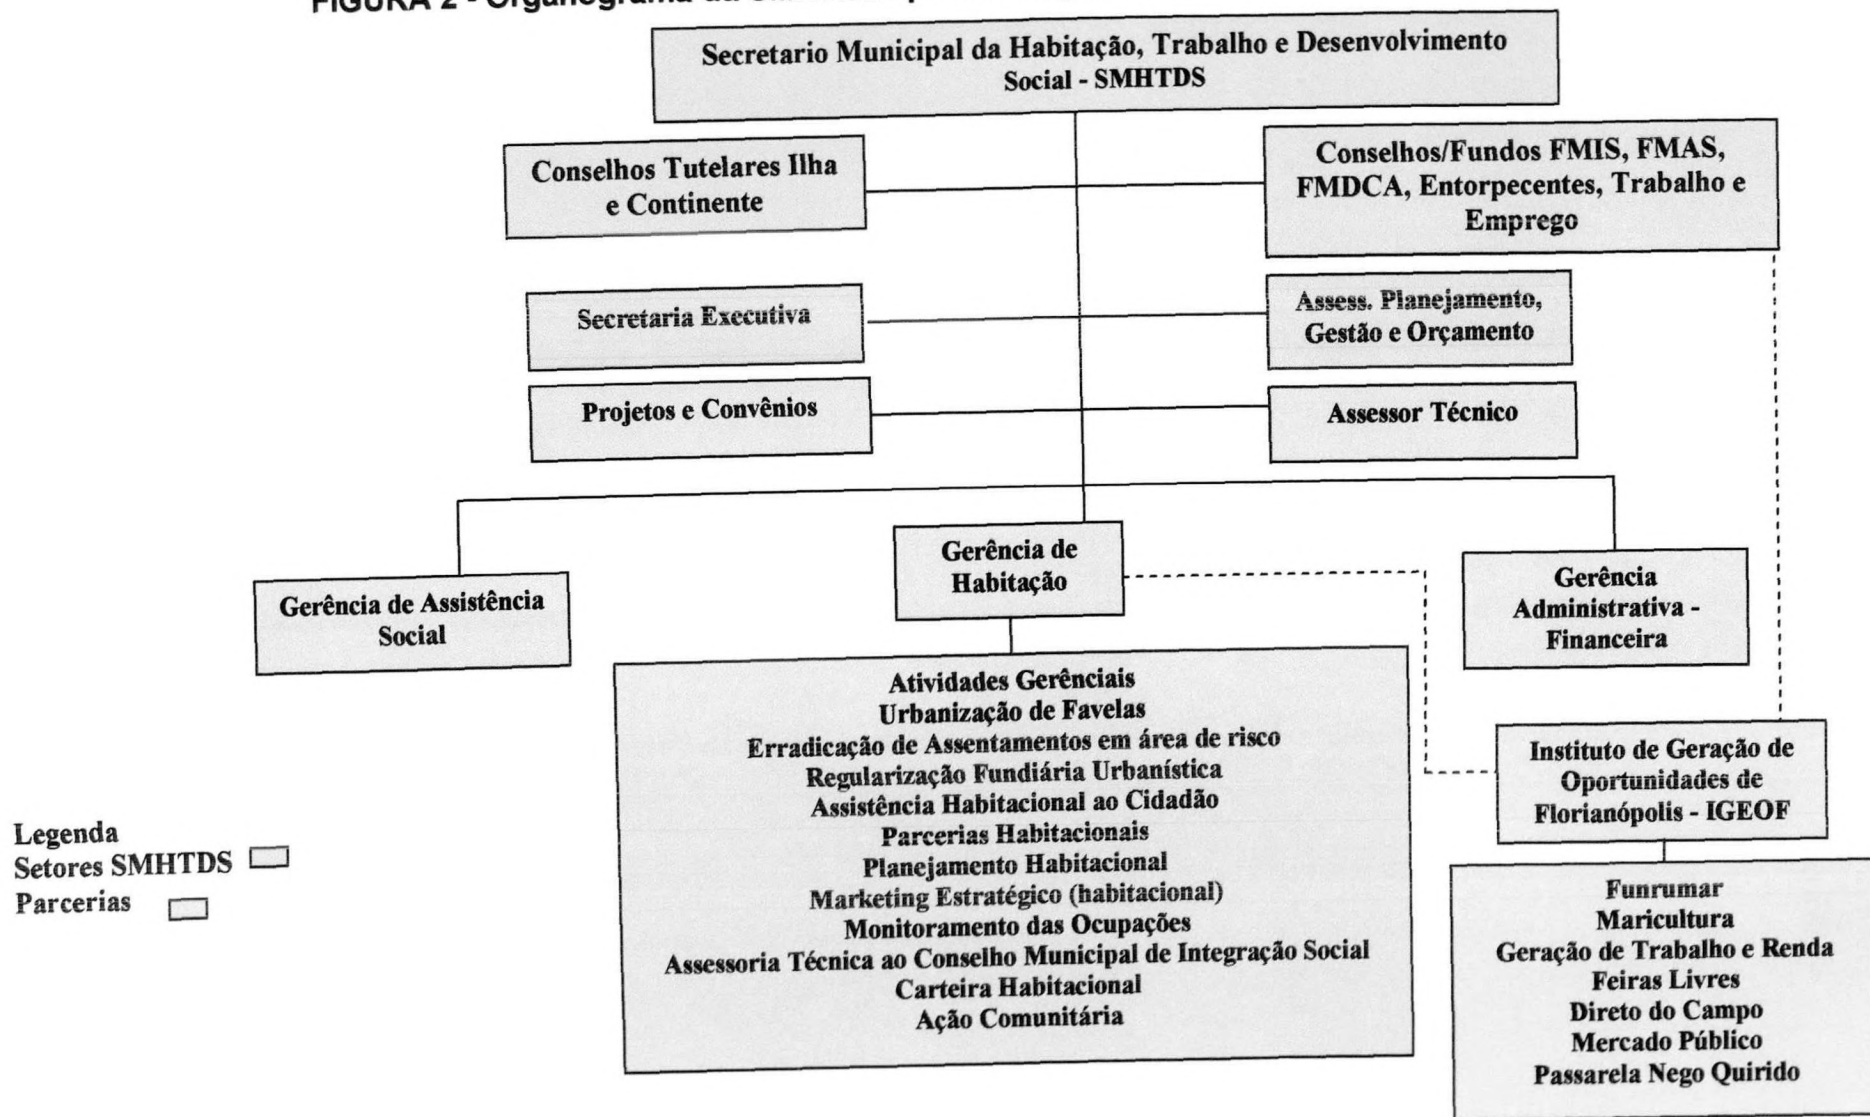 FIGURA 2 - Organograma da
Secretario Municipal da Habitação, Trabalho e Desenvolvimento
Social - SMHTDS
Conselhos Tutelares Ilha
e Continente
Conselhos/Fundos FMIS, FMAS,
FMDCA, Entorpecentes, Trabalho e
Emprego
Secretaria Executiva
Assess. Planejamento,
Gestão e Orçamento
Projetos e Convênios
Assessor Técnico
Gerência de Assistência
Social
Gerência de
Habitação
Gerência
Administrativa -
Financeira
Atividades Gerênciais
Urbanização de Favelas
Erradicação de Assentamentos em área de risco
Regularização Fundiária Urbanística
Assistência Habitacional ao Cidadão
Parcerias Habitacionais
Planejamento Habitacional
Marketing Estratégico (habitacional)
Monitoramento das Ocupações
Assessoria Técnica ao Conselho Municipal de Integração Social
Carteira Habitacional
Ação Comunitária
Instituto de Geração de
Oportunidades de
Florianópolis - IGEOF
Funrumar
Maricultura
Geração de Trabalho e Renda
Feiras Livres
Direto do Campo
Mercado Público
Passarela Nego Quirido
Legenda
Setores SMHTDS
Parcerias